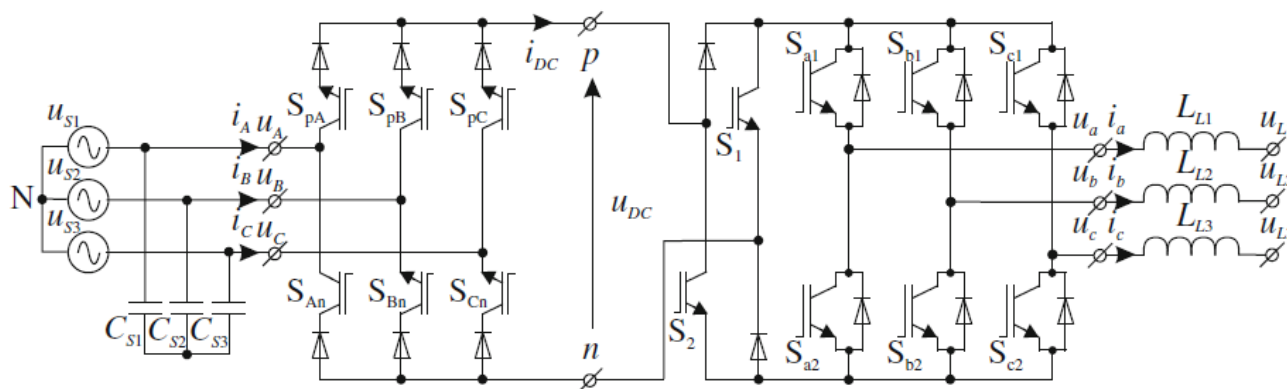 i_DC p
S_pA S_pB S_pC
S_a1 S_b1 S_c1
S_1
u_S1 i_A u_A
u_a i_a L_L1 u_L
u_S2 i_B u_B
N
u_b i_b L_L2 u_L
u_S3 i_C u_C
u_DC
u_c i_c L_L3 u_L
S_An S_Bn S_Cn
S_2
C_S1 C_S2 C_S3
n
S_a2 S_b2 S_c2